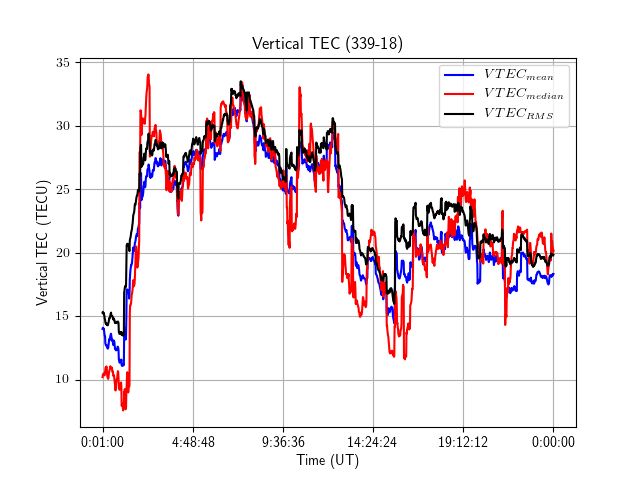 Vertical TEC (339-18)
VTEC_mean
VTEC_median
VTEC_RMS
Vertical TEC (TECU)
35
30
25
20
15
10
0:01:00 4:48:48 9:36:36 14:24:24 19:12:12 0:00:00
Time (UT)